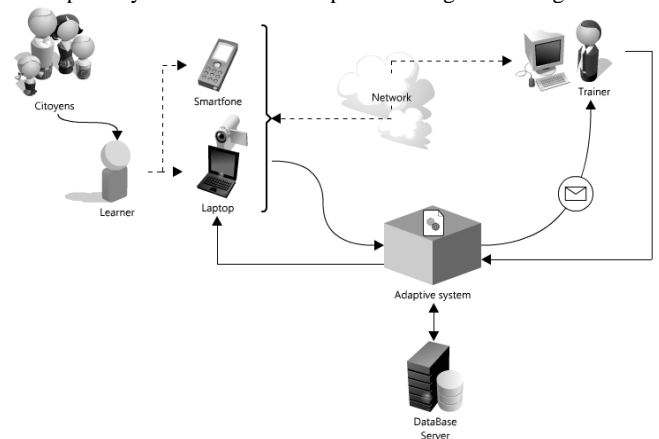 Citoyens
Smartfone
Network
Trainer
Learner
Laptop
Adaptive system
DataBase
Server